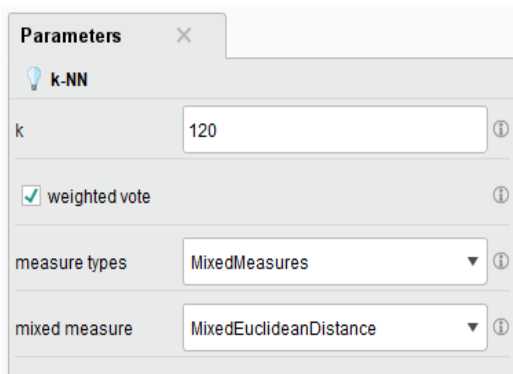 Parameters
k-NN
k 120
weighted vote
measure types MixedMeasures
mixed measure MixedEuclideanDistance